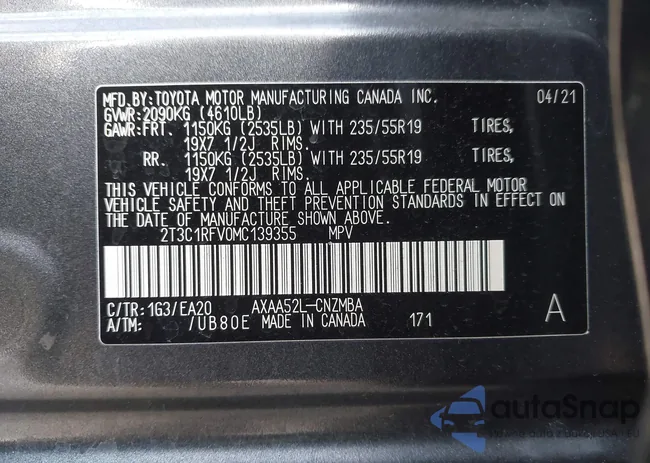 MFD.BY:TOYOTA MOTOR MANUFACTURING CANADA INC. 04/21
GVWR:2090KG (4610LB)
GAWR:FRT. 1150KG (2535LB) WITH 235/55R19 TIRES,
19X7 1/2J RIMS.
RR. 1150KG (2535LB) WITH 235/55R19 TIRES,
19X7 1/2J RIMS.
THIS VEHICLE CONFORMS TO ALL APPLICABLE FEDERAL MOTOR
VEHICLE SAFETY AND THEFT PREVENTION STANDARDS IN EFFECT ON
THE DATE OF MANUFACTURE SHOWN ABOVE.
2T3C1RFV0MC139355 MPV
C/TR:1G3/EA20 AXAA52L-CNZMBA
A/TM: /UB80E MADE IN CANADA 171 A
autoSnap